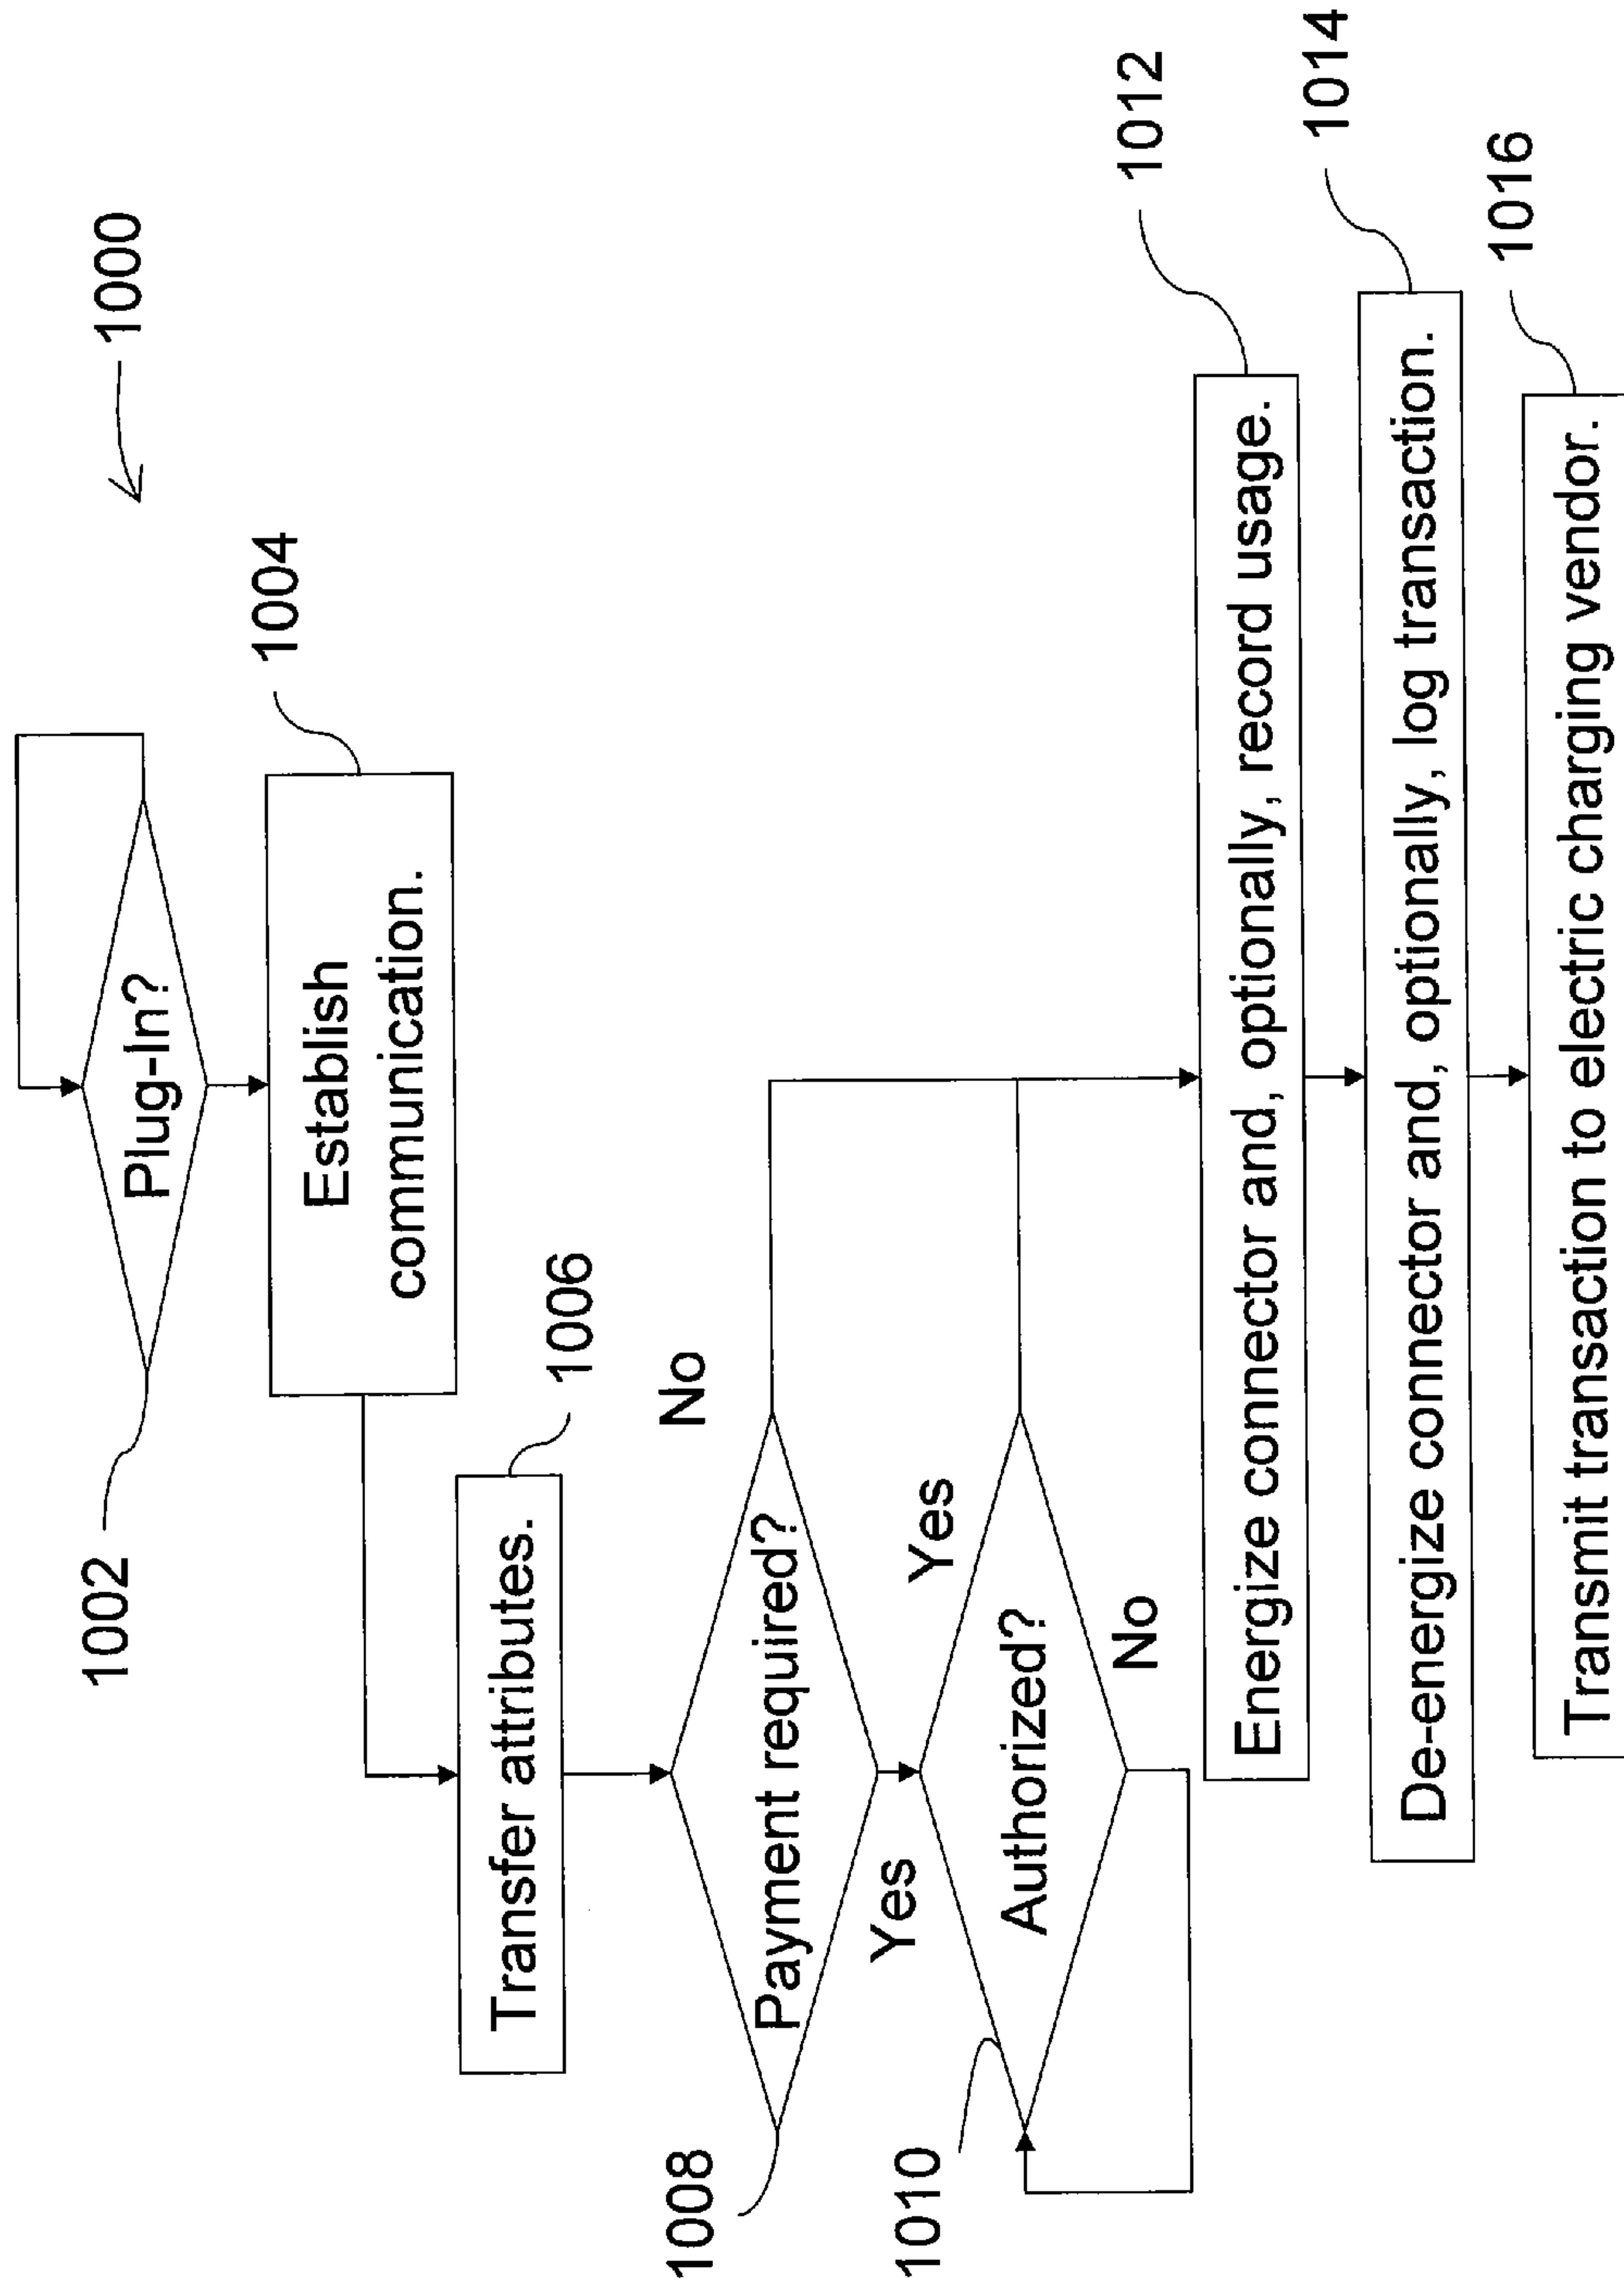 1000
1002
Plug-In?
1004
Establish
communication.
1006
Transfer attributes.
1008
Payment required?
No
Yes
1010
Authorized?
Yes
No
1012
Energize connector and, optionally, record usage.
1014
De-energize connector and, optionally, log transaction.
1016
Transmit transaction to electric charging vendor.